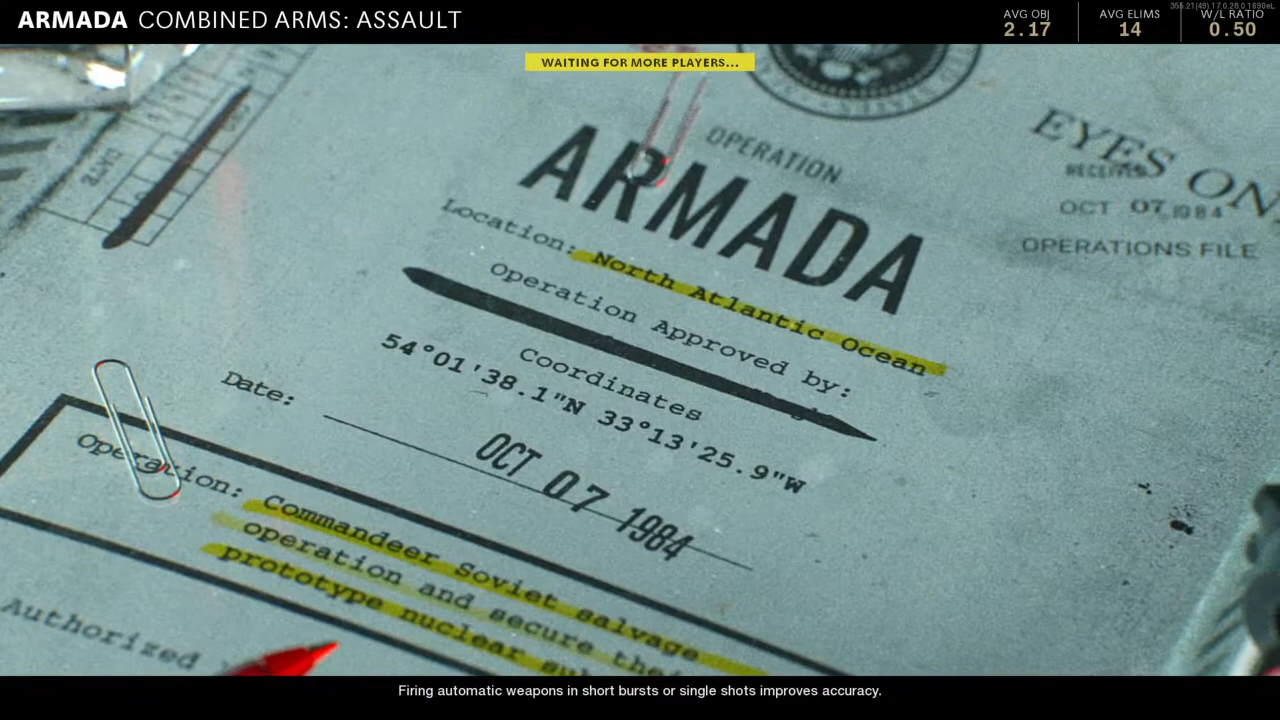 ARMADA COMBINED ARMS: ASSAULT
AVG OBJ
2.17
AVG ELIMS
14
W/L RATIO
0.50
WAITING FOR MORE PLAYERS...
OPERATION
ARMADA
EYES ON
RECEIVED
OCT 07 1984
OPERATIONS FILE
DATE
Location: North Atlantic Ocean
Operation Approved by:
Coordinates
54°01'38.1"N 33°13'25.9"W
Date:
OCT 07 1984
Operation: Commandeer Soviet salvage
operation and secure the
prototype nuclear su
Authorized
Firing automatic weapons in short bursts or single shots improves accuracy.